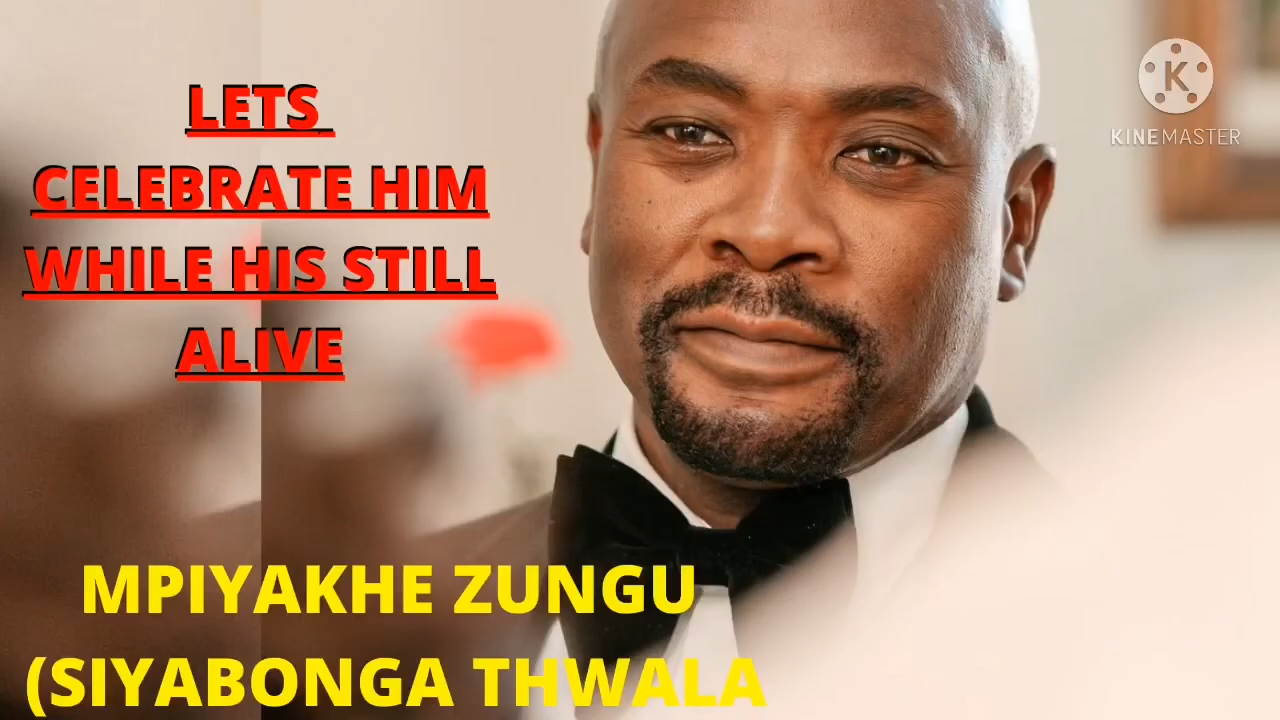 LETS
CELEBRATE HIM
WHILE HIS STILL
ALIVE
K
KINEMASTER
MPIYAKHE ZUNGU
(SIYABONGA THWALA